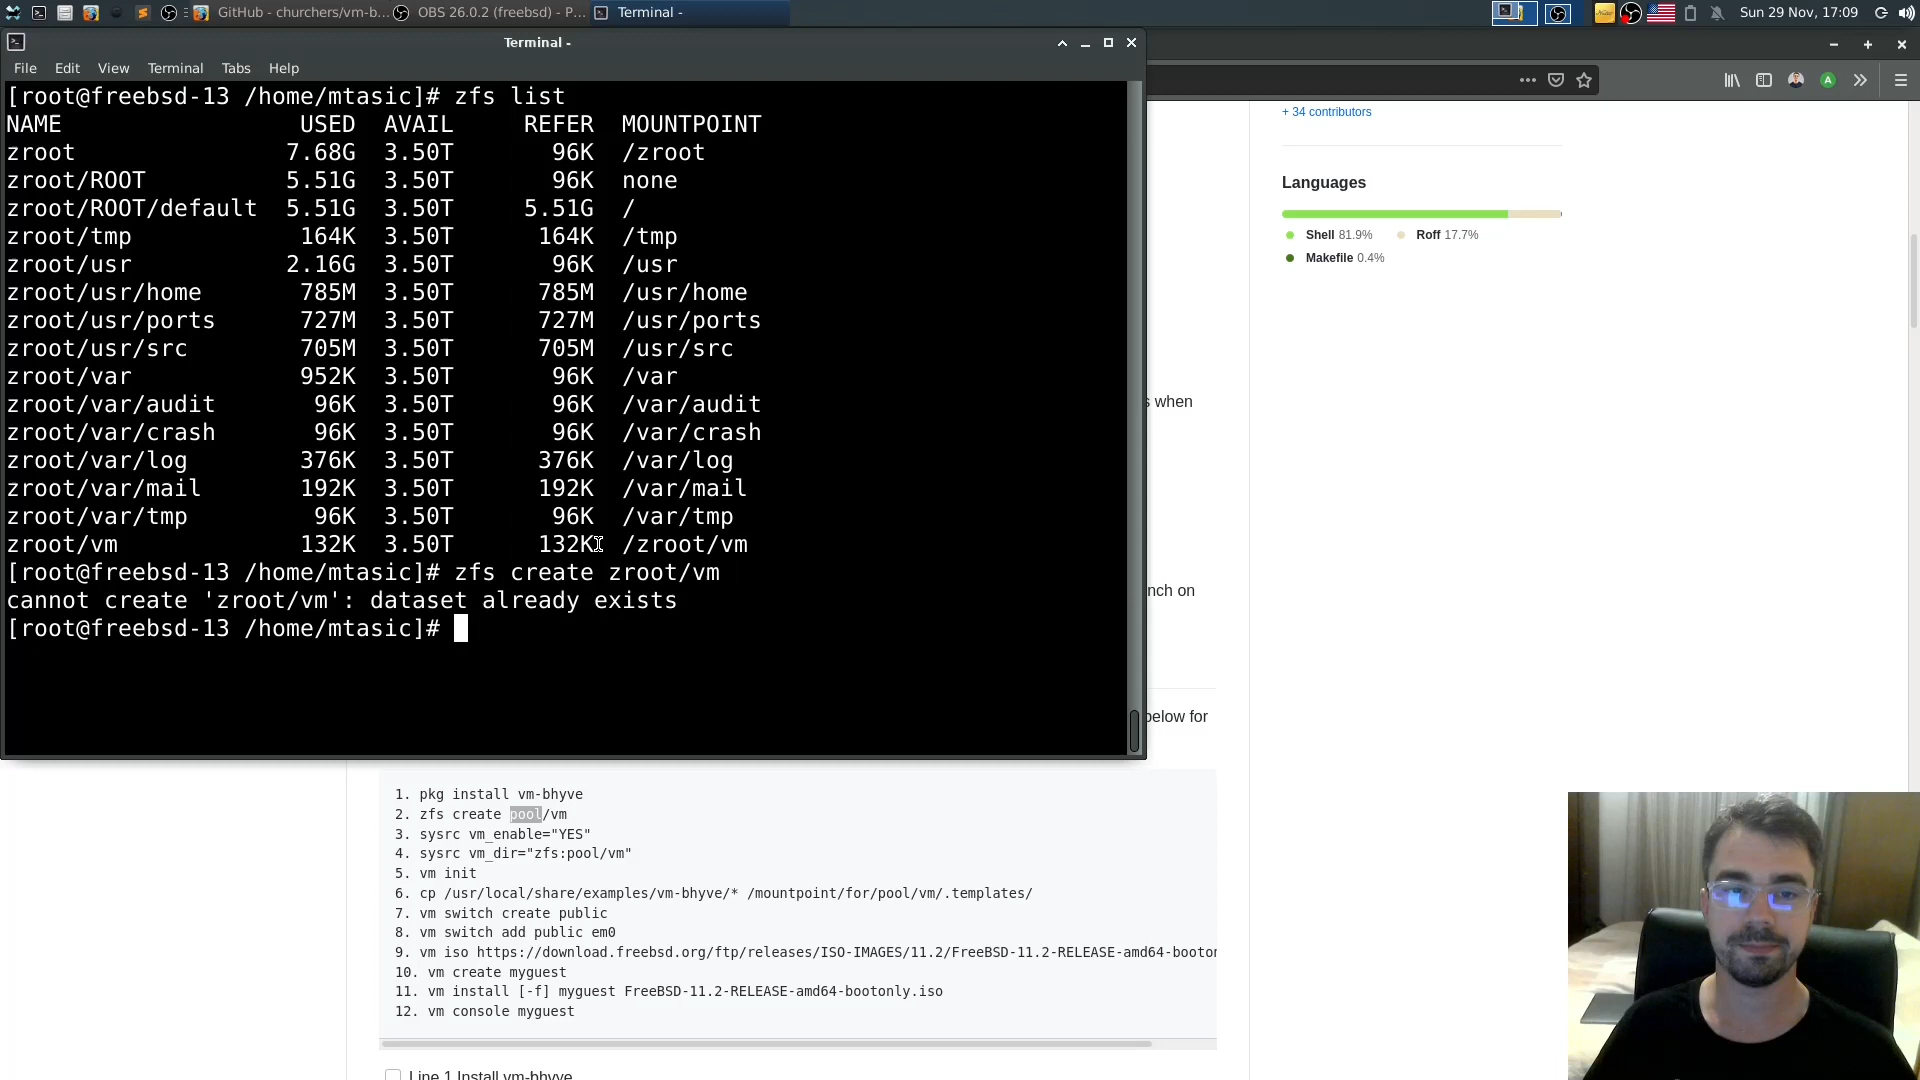 GitHub - churchers/vm-b...
OBS 26.0.2 (freebsd) - P...
Terminal -
Sun 29 Nov, 17:09
Terminal -
File Edit View Terminal Tabs Help
[root@freebsd-13 /home/mtasic]# zfs list
NAME USED AVAIL REFER MOUNTPOINT
zroot 7.68G 3.50T 96K /zroot
zroot/ROOT 5.51G 3.50T 96K none
zroot/ROOT/default 5.51G 3.50T 5.51G /
zroot/tmp 164K 3.50T 164K /tmp
zroot/usr 2.16G 3.50T 96K /usr
zroot/usr/home 785M 3.50T 785M /usr/home
zroot/usr/ports 727M 3.50T 727M /usr/ports
zroot/usr/src 705M 3.50T 705M /usr/src
zroot/var 952K 3.50T 96K /var
zroot/var/audit 96K 3.50T 96K /var/audit
zroot/var/crash 96K 3.50T 96K /var/crash
zroot/var/log 376K 3.50T 376K /var/log
zroot/var/mail 192K 3.50T 192K /var/mail
zroot/var/tmp 96K 3.50T 96K /var/tmp
zroot/vm 132K 3.50T 132K /zroot/vm
[root@freebsd-13 /home/mtasic]# zfs create zroot/vm
cannot create 'zroot/vm': dataset already exists
[root@freebsd-13 /home/mtasic]#
A
+ 34 contributors
Languages
Shell 81.9% Roff 17.7%
Makefile 0.4%
s when
nch on
below for
1. pkg install vm-bhyve
2. zfs create pool/vm
3. sysrc vm_enable="YES"
4. sysrc vm_dir="zfs:pool/vm"
5. vm init
6. cp /usr/local/share/examples/vm-bhyve/* /mountpoint/for/pool/vm/.templates/
7. vm switch create public
8. vm switch add public em0
9. vm iso https://download.freebsd.org/ftp/releases/ISO-IMAGES/11.2/FreeBSD-11.2-RELEASE-amd64-booton
10. vm create myguest
11. vm install [-f] myguest FreeBSD-11.2-RELEASE-amd64-bootonly.iso
12. vm console myguest
Line 1 Install vm-bhyve